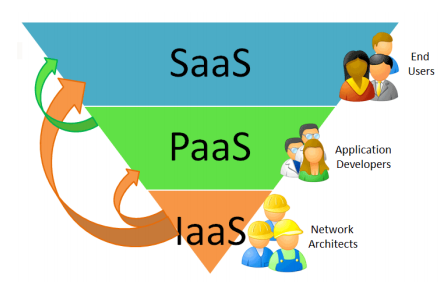 SaaS
End
Users
PaaS
Application
Developers
IaaS
Network
Architects